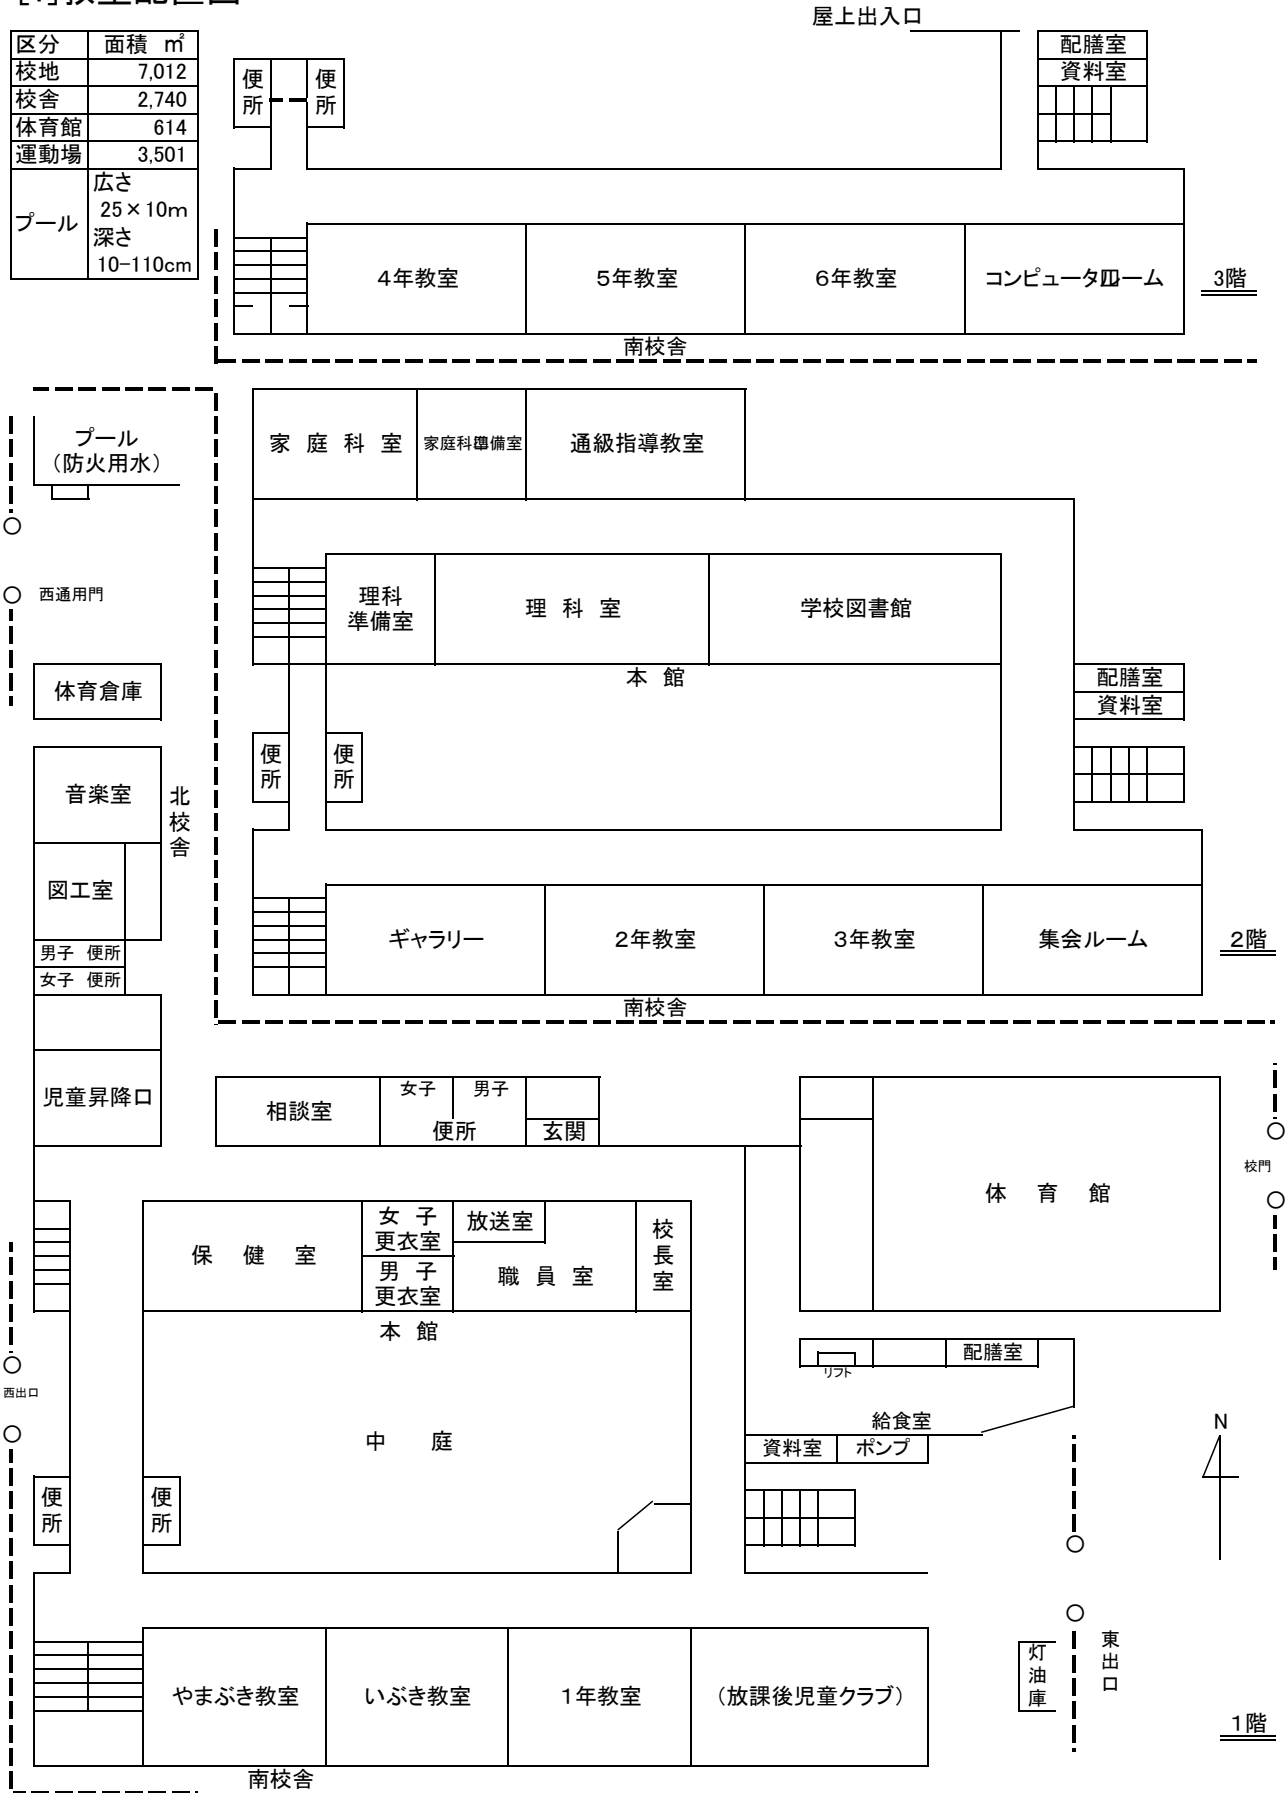 屋上出入口
区分 面積 ㎡
校地 7,012
校舎 2,740
体育館 614
運動場 3,501
プール
広さ
25×10m
深さ
10-110cm
便所
便所
配膳室
資料室
4年教室
5年教室
6年教室
コンピュータルーム
3階
南校舎
プール
(防火用水)
西通用門
体育倉庫
音楽室
北校舎
図工室
男子 便所
女子 便所
児童昇降口
家 庭 科 室
家庭科準備室
通級指導教室
理科
準備室
理 科 室
学校図書館
本 館
配膳室
資料室
便所
便所
ギャラリー
2年教室
3年教室
集会ルーム
2階
南校舎
相談室
女子
男子
便所
玄関
体 育 館
校門
保 健 室
女 子
更衣室
男 子
更衣室
放送室
職 員 室
校長室
本 館
西出口
配膳室
リフト
給食室
資料室
ポンプ
中 庭
N
便所
便所
やまぶき教室
いぶき教室
1年教室
(放課後児童クラブ)
灯油庫
東出口
1階
南校舎